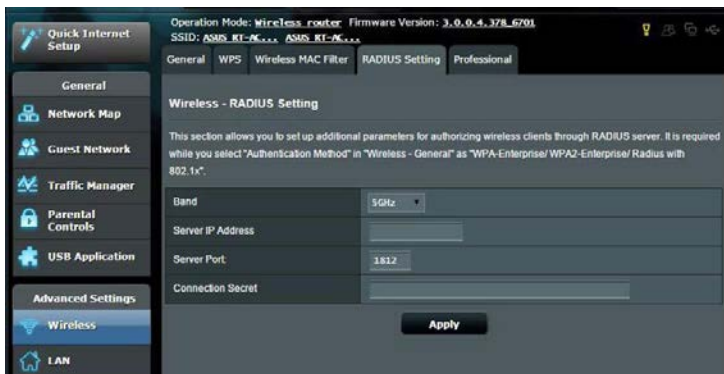 Quick Internet
Setup
Operation Mode: Wireless router Firmware Version: 3.0.0.4.378_6701
SSID: ASUS RT-AC... ASUS RT-AC...
General WPS Wireless MAC Filter RADIUS Setting Professional
General
Network Map
Guest Network
Traffic Manager
Parental
Controls
USB Application
Advanced Settings
Wireless
LAN
Wireless - RADIUS Setting
This section allows you to set up additional parameters for authorizing wireless clients through RADIUS server. It is required
while you select "Authentication Method" in "Wireless - General" as "WPA-Enterprise/ WPA2-Enterprise/ Radius with
802.1x".
Band 5GHz
Server IP Address
Server Port: 1812
Connection Secret
Apply